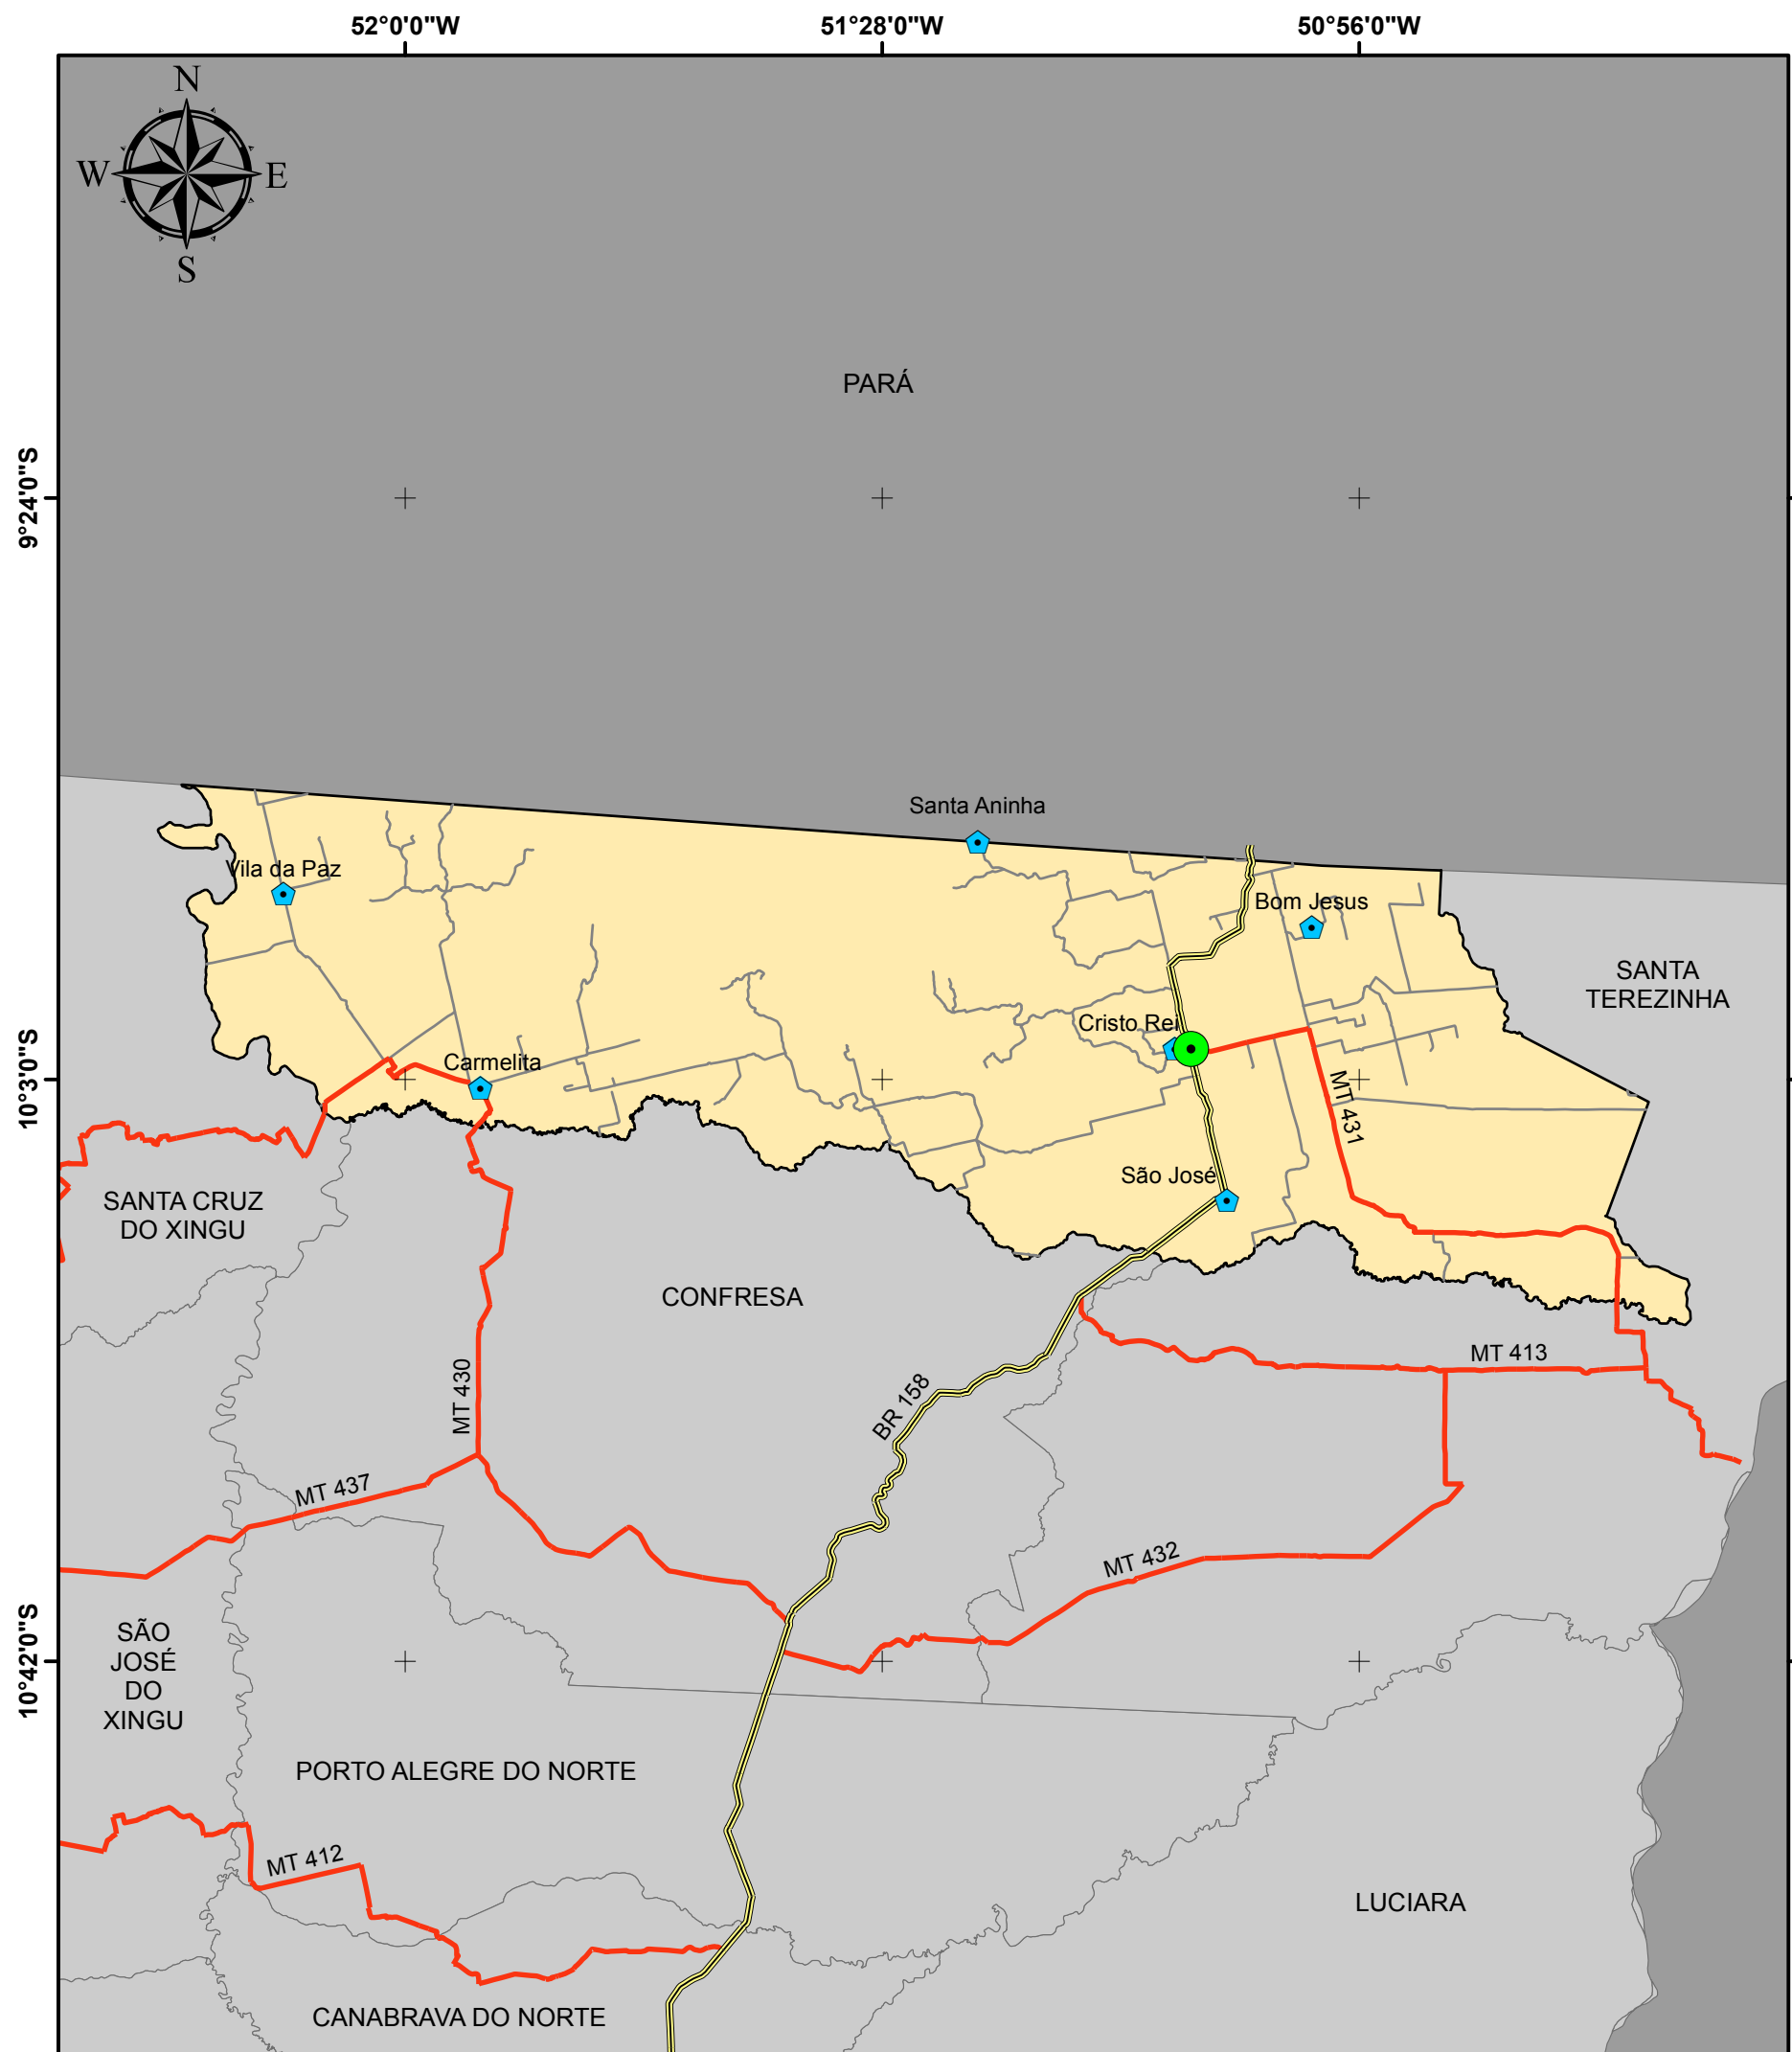 52°0'0"W
51°28'0"W
50°56'0"W
N
W
E
S
PARÁ
9°24'0"S
Santa Aninha
Vila da Paz
Bom Jesus
SANTA
TEREZINHA
Cristo Rei
10°3'0"S
Carmelita
MT 431
São José
SANTA CRUZ
DO XINGU
CONFRESA
MT 413
MT 430
BR 158
MT 437
MT 432
10°42'0"S
SÃO
JOSÉ
DO
XINGU
PORTO ALEGRE DO NORTE
MT 412
LUCIARA
CANABRAVA DO NORTE